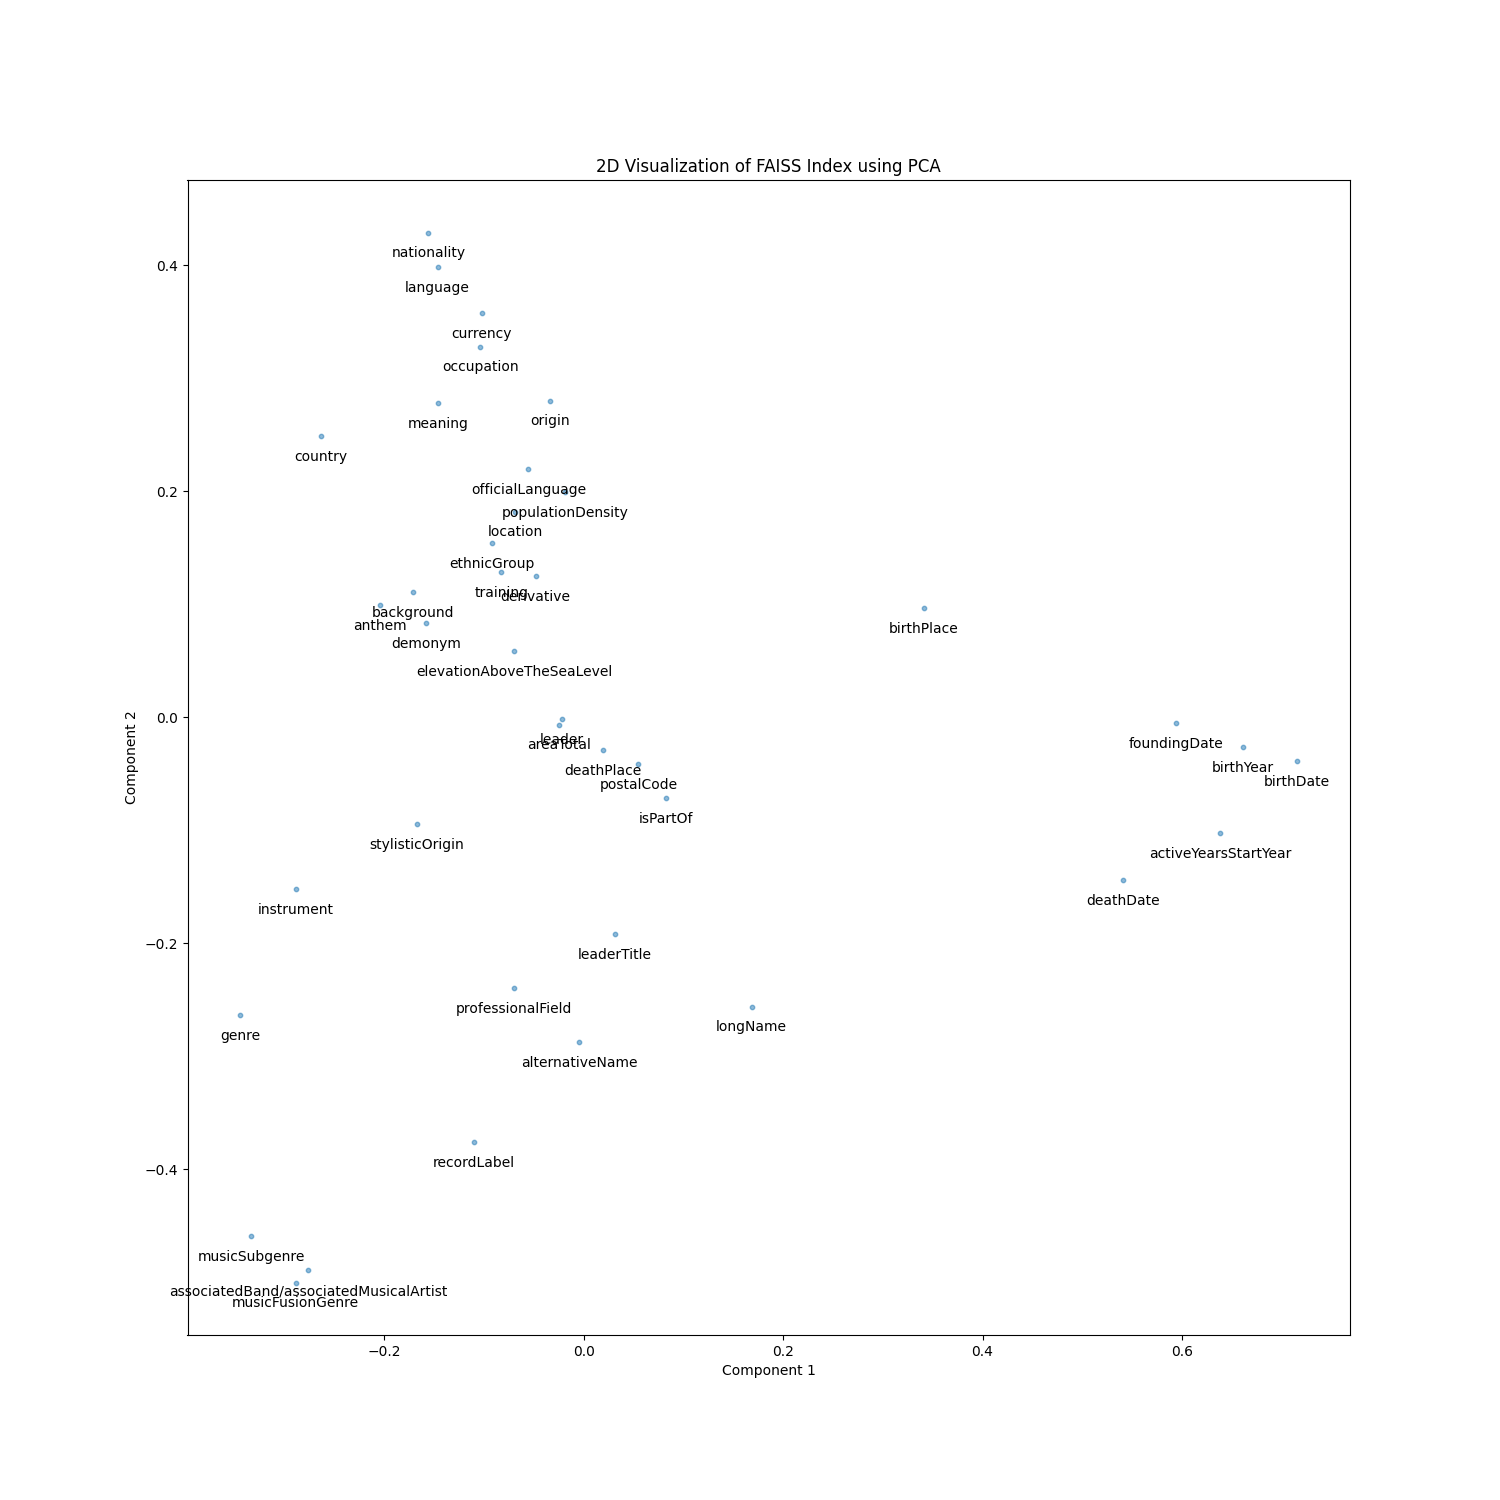 2D Visualization of FAISS Index using PCA
nationality
0.4
language
currency
occupation
meaning
origin
country
officialLanguage
0.2
populationDensity
location
ethnicGroup
training
derivative
background
anthem
birthPlace
demonym
elevationAboveTheSeaLevel
0.0
leader
areaTotal
foundingDate
birthYear
deathPlace
birthDate
postalCode
isPartOf
Component 2
stylisticOrigin
activeYearsStartYear
deathDate
instrument
−0.2
leaderTitle
professionalField
longName
genre
alternativeName
recordLabel
−0.4
musicSubgenre
associatedBand/associatedMusicalArtist
musicFusionGenre
−0.2 0.0 0.2 0.4 0.6
Component 1